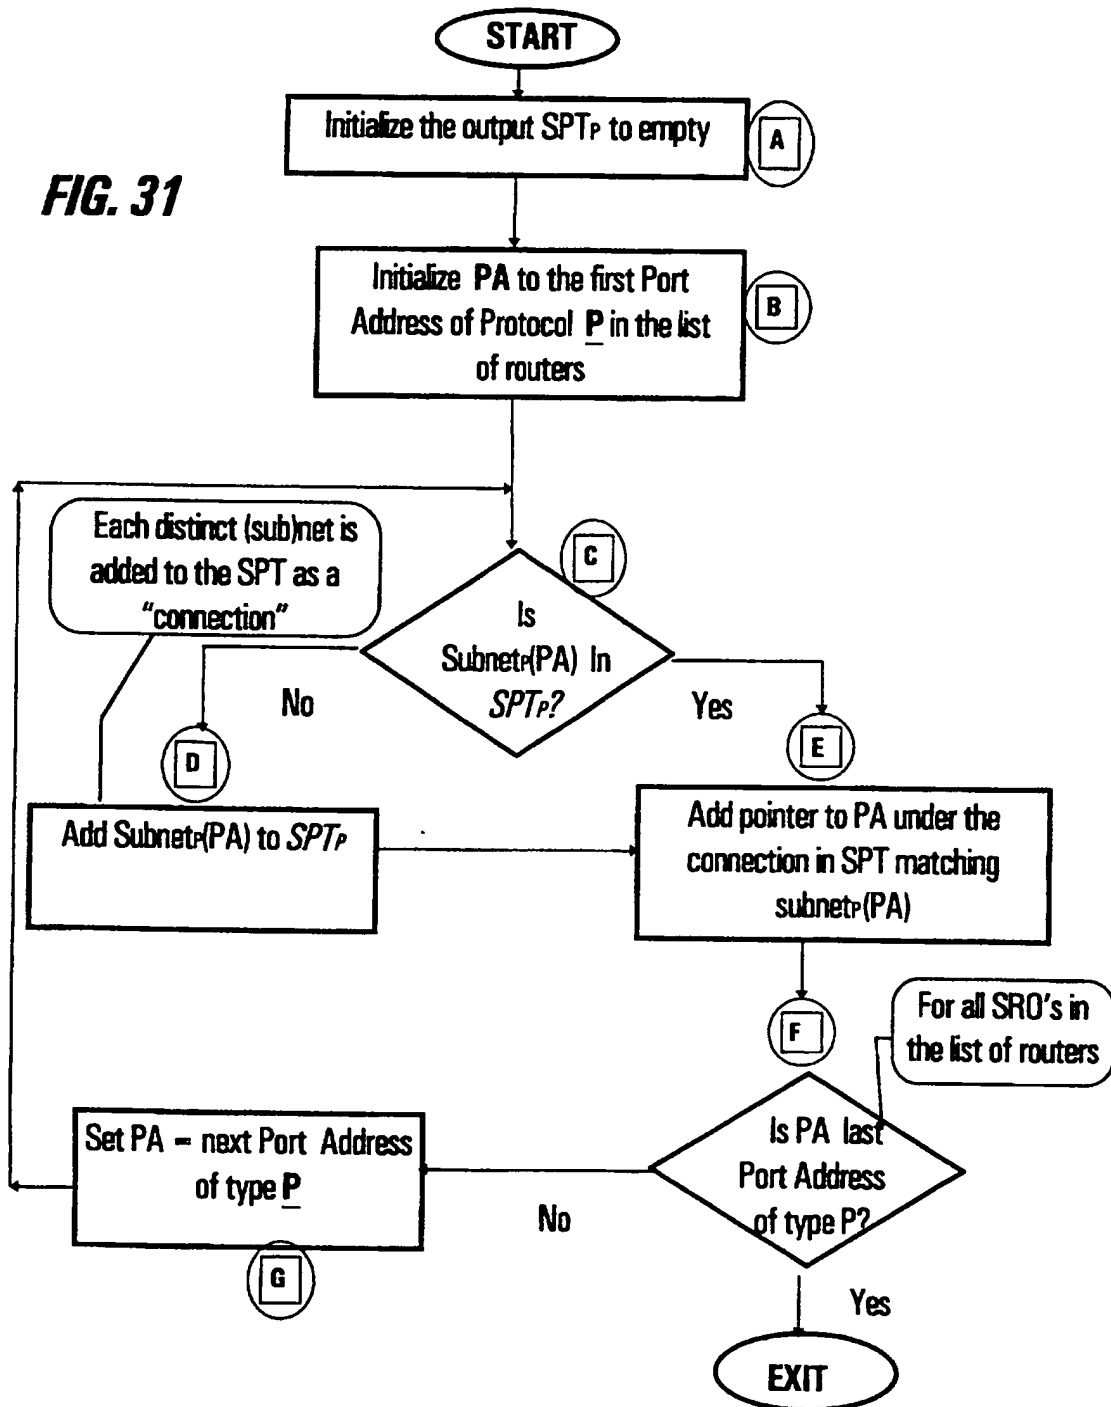 START
Initialize the output SPTP to empty
A
FIG. 31
Initialize PA to the first Port
Address of Protocol P in the list
of routers
B
Each distinct (sub)net is
added to the SPT as a
“connection”
C
Is
SubnetP(PA) In
SPTP?
No
Yes
D
E
Add SubnetP(PA) to SPTP
Add pointer to PA under the
connection in SPT matching
subnetP(PA)
F
For all SRO's in
the list of routers
Is PA last
Port Address
of type P?
Set PA = next Port Address
of type P
No
G
Yes
EXIT